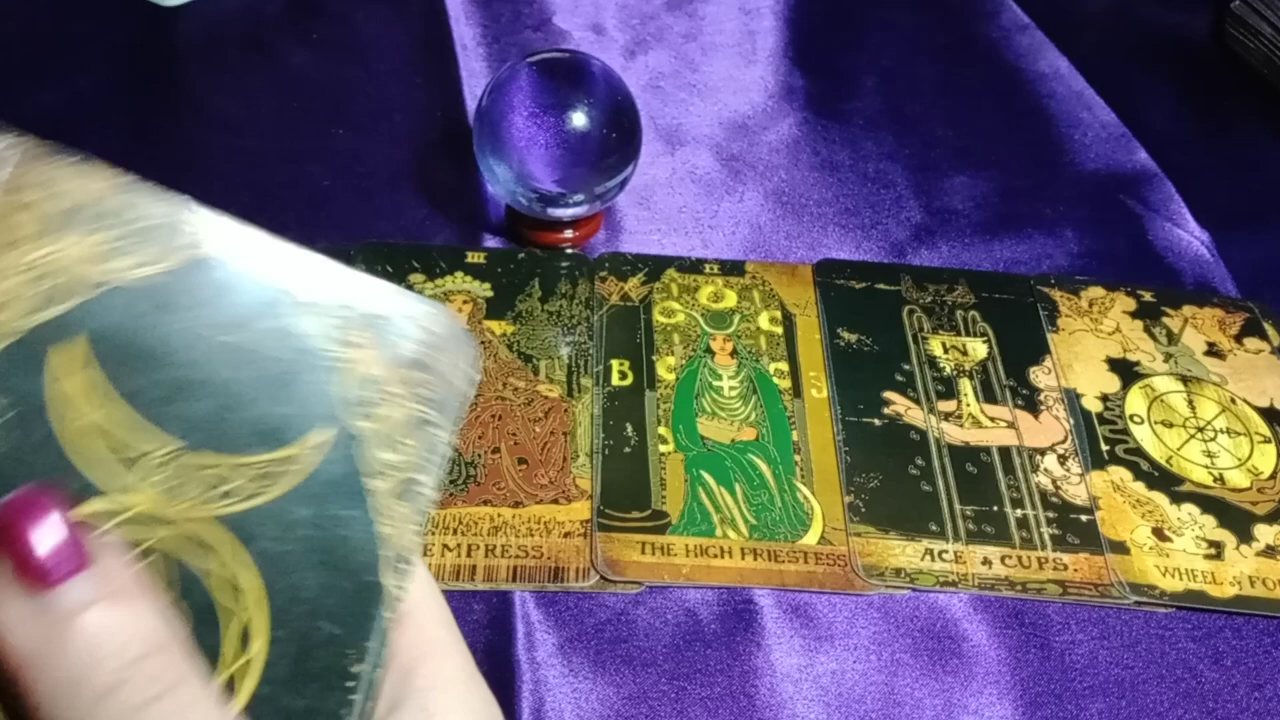 III
EMPRESS.
II
B
THE HIGH PRIESTESS
ACE of CUPS.
WHEEL of FO